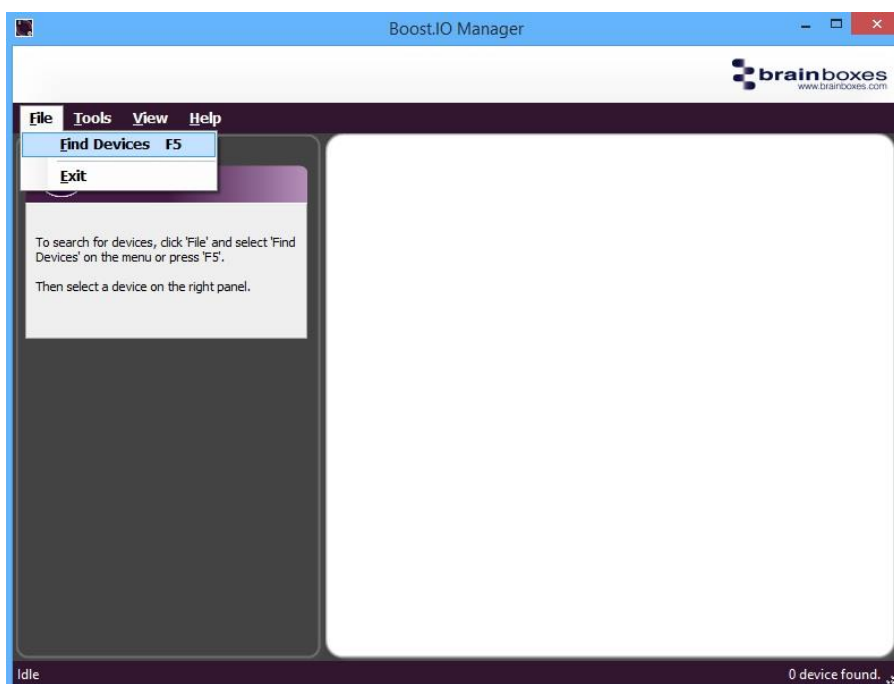 Boost.IO Manager
brainboxes
www.brainboxes.com
File Tools View Help
Find Devices F5
Exit
To search for devices, click 'File' and select 'Find
Devices' on the menu or press 'F5'.
Then select a device on the right panel.
Idle
0 device found.